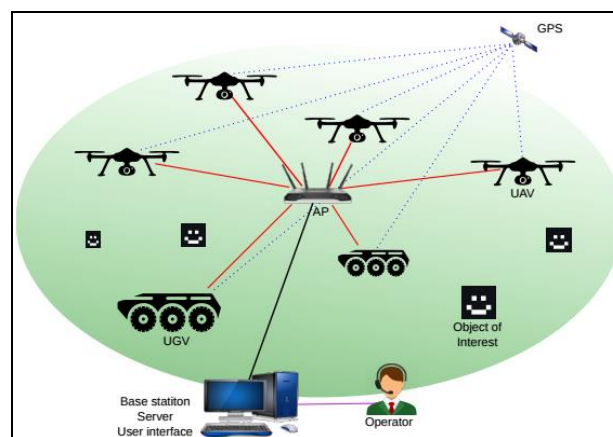 GPS
UAV
AP
UGV
Object of
Interest
Base statiton
Server
User interface
Operator